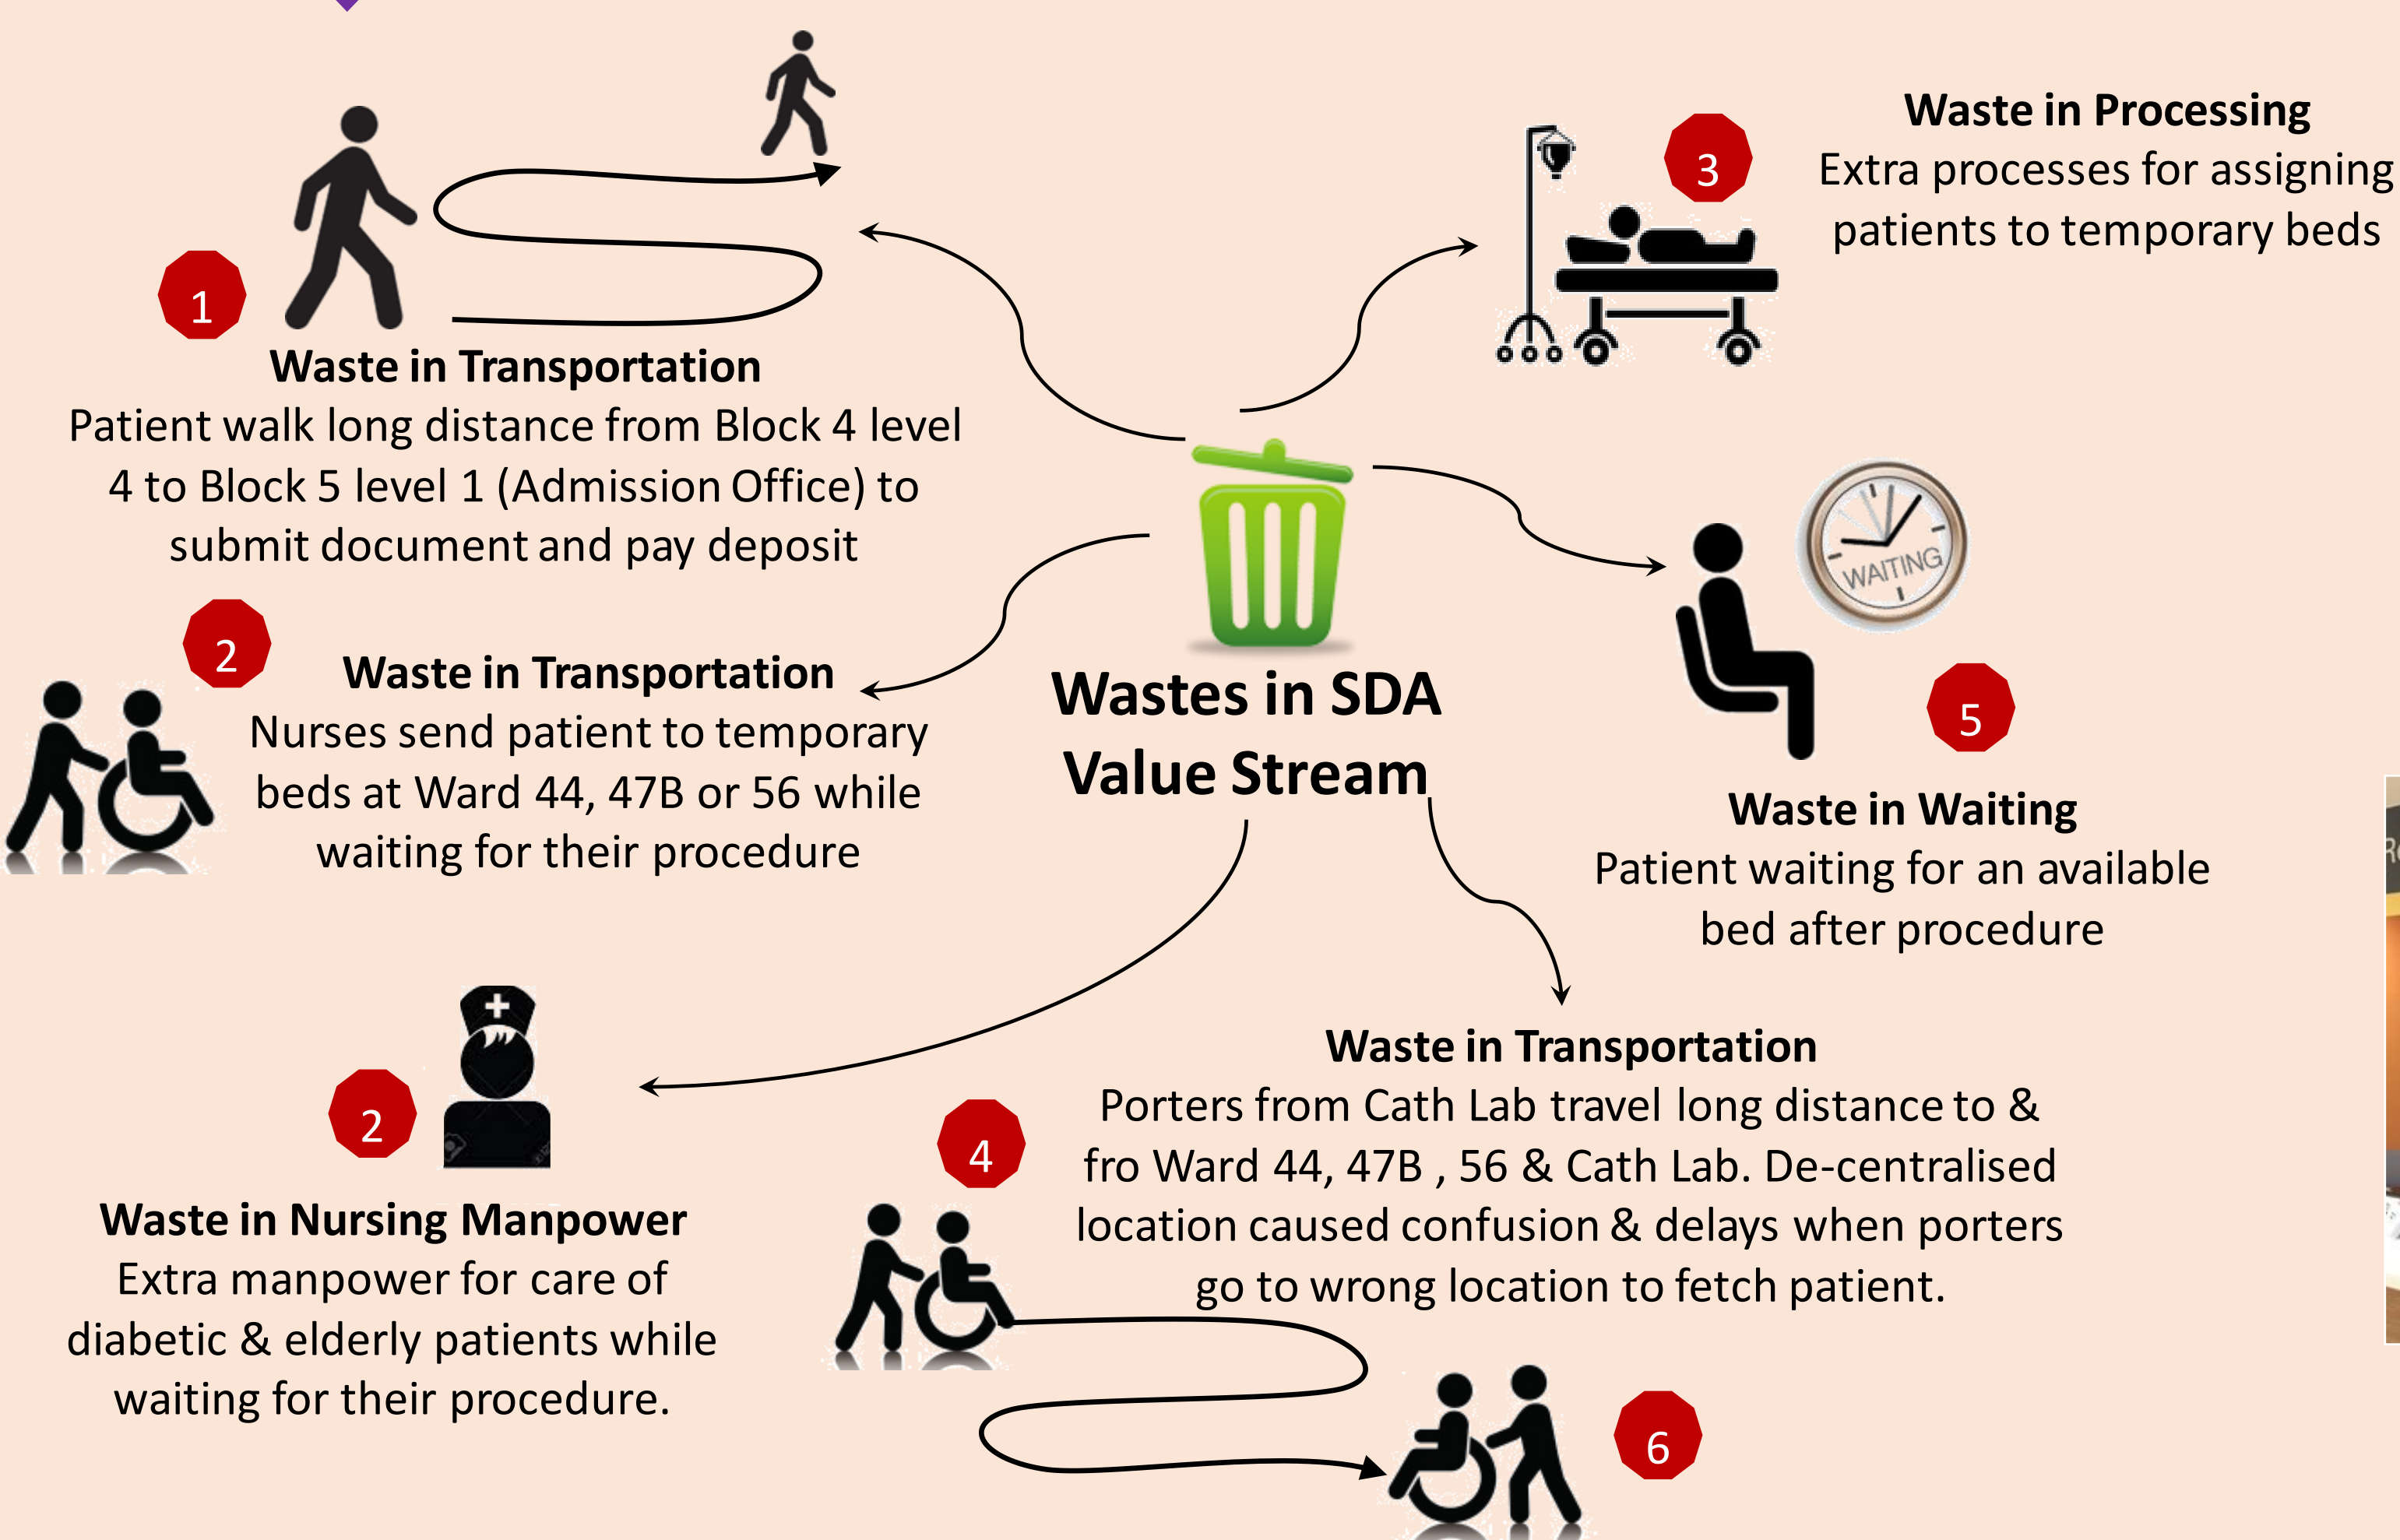 1
Waste in Transportation
Patient walk long distance from Block 4 level
4 to Block 5 level 1 (Admission Office) to
submit document and pay deposit
2
Waste in Transportation
Nurses send patient to temporary
beds at Ward 44, 47B or 56 while
waiting for their procedure
Wastes in SDA
Value Stream
3
Waste in Processing
Extra processes for assigning
patients to temporary beds
WAITING
5
Waste in Waiting
Patient waiting for an available
bed after procedure
2
Waste in Nursing Manpower
Extra manpower for care of
diabetic & elderly patients while
waiting for their procedure.
4
Waste in Transportation
Porters from Cath Lab travel long distance to &
fro Ward 44, 47B , 56 & Cath Lab. De-centralised
location caused confusion & delays when porters
go to wrong location to fetch patient.
6